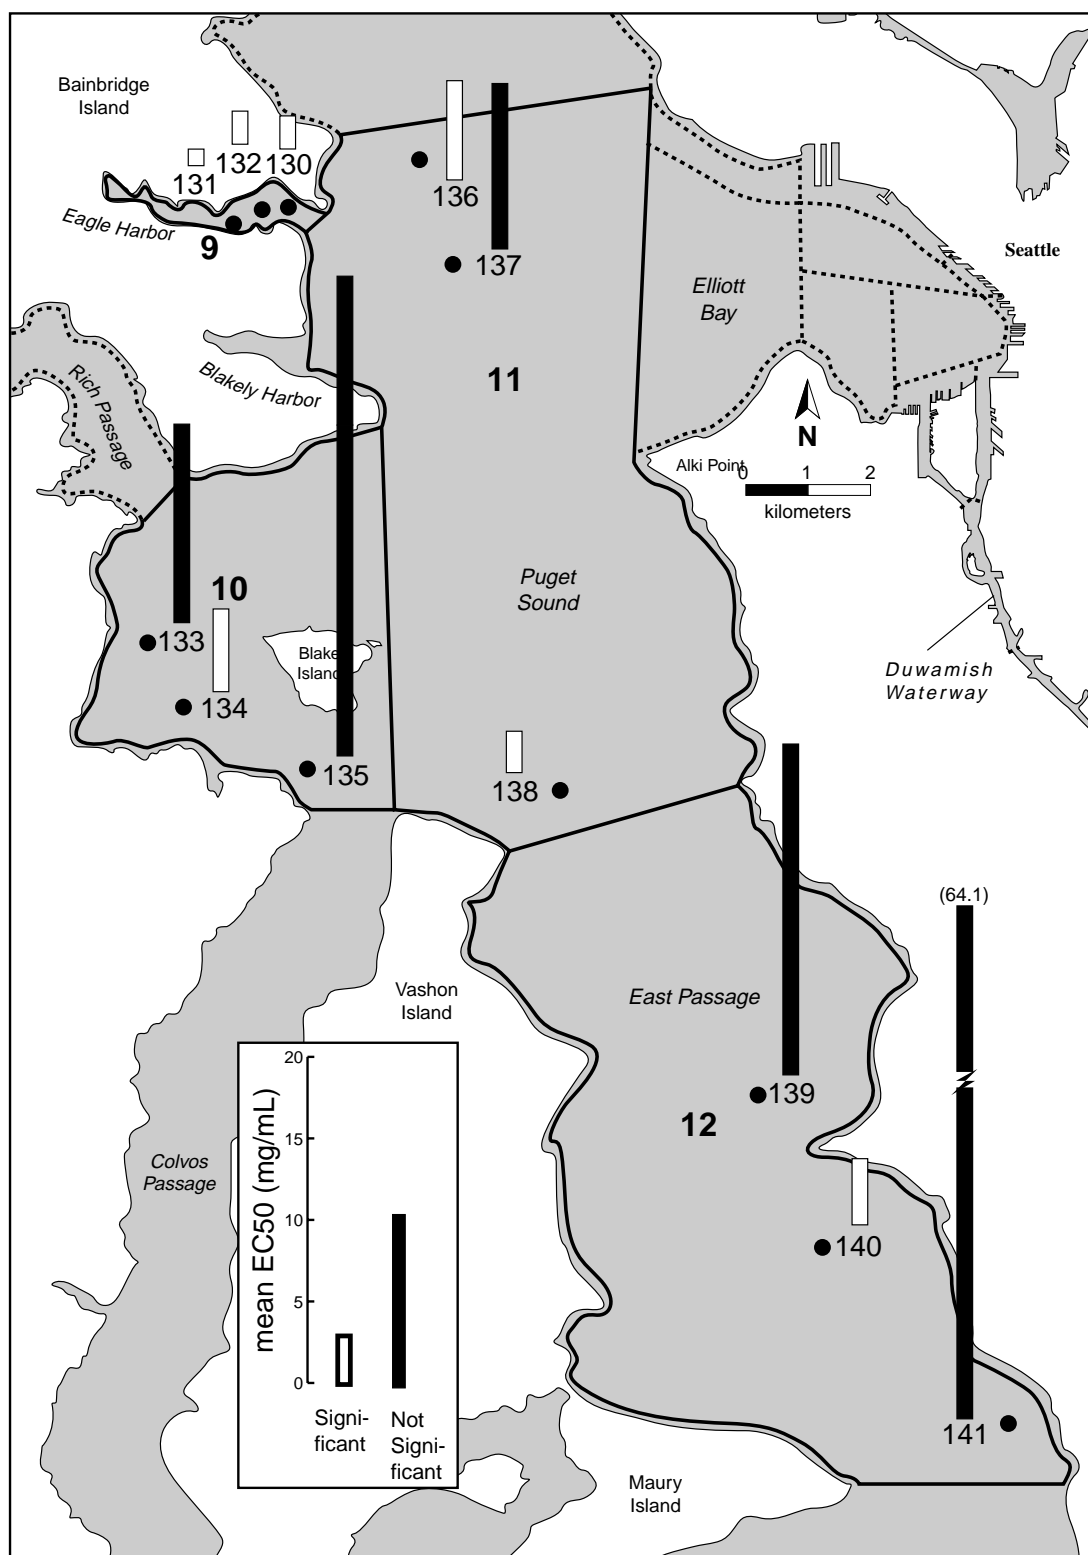 Bainbridge
Island
132
130
131
136
Eagle Harbor
9
137
Seattle
Elliott
Bay
Rich Passage
Blakely Harbor
11
N
Alki Point
0 1 2
kilometers
10
Puget
Sound
133
Blake
Island
134
Duwamish
Waterway
135
138
(64.1)
Vashon
Island
East Passage
139
12
Colvos
Passage
140
141
mean EC50 (mg/mL)
20
15
10
5
0
Signi-
ficant
Not
Signi-
ficant
Maury
Island